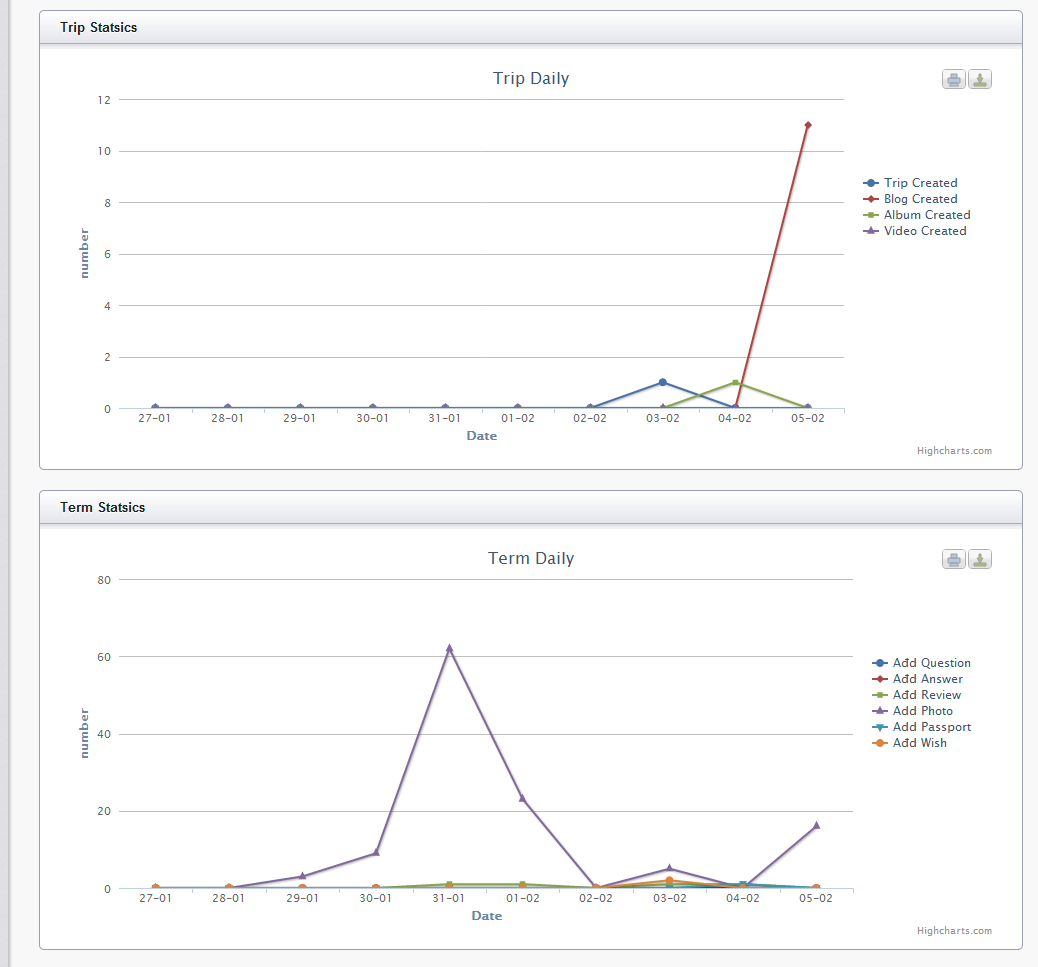 Trip Statsics
Trip Daily
12
10
8
6
4
2
0
number
27-01 28-01 29-01 30-01 31-01 01-02 02-02 03-02 04-02 05-02
Date
Trip Created
Blog Created
Album Created
Video Created
Highcharts.com
Term Statsics
Term Daily
80
60
40
20
0
number
27-01 28-01 29-01 30-01 31-01 01-02 02-02 03-02 04-02 05-02
Date
Add Question
Add Answer
Add Review
Add Photo
Add Passport
Add Wish
Highcharts.com